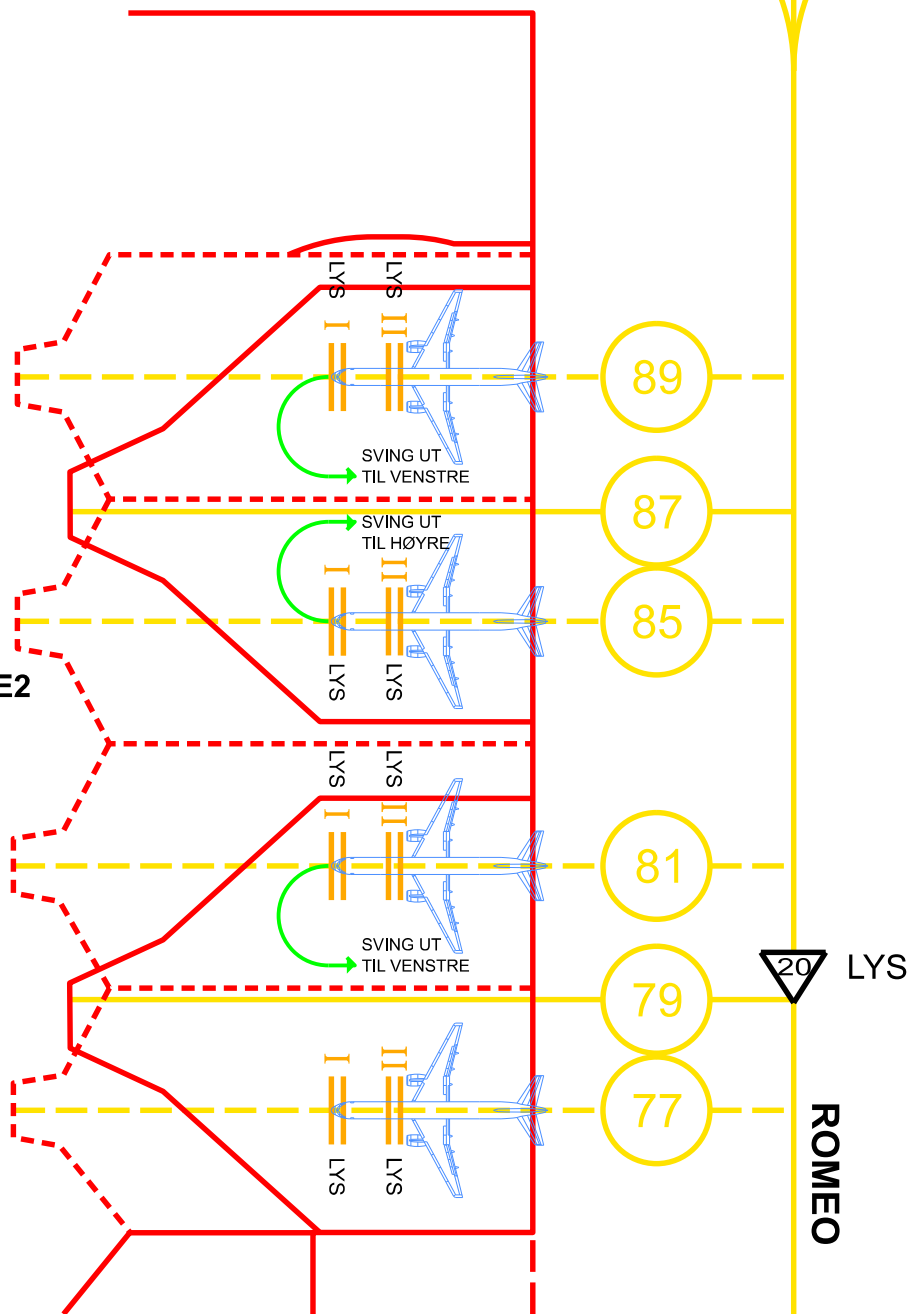 LYS
LYS
I
II
89
SVING UT
TIL VENSTRE
87
SVING UT
TIL HØYRE
I
II
85
LYS
LYS
E2
LYS
LYS
I
II
81
SVING UT
TIL VENSTRE
20
LYS
79
I
II
77
LYS
LYS
ROMEO